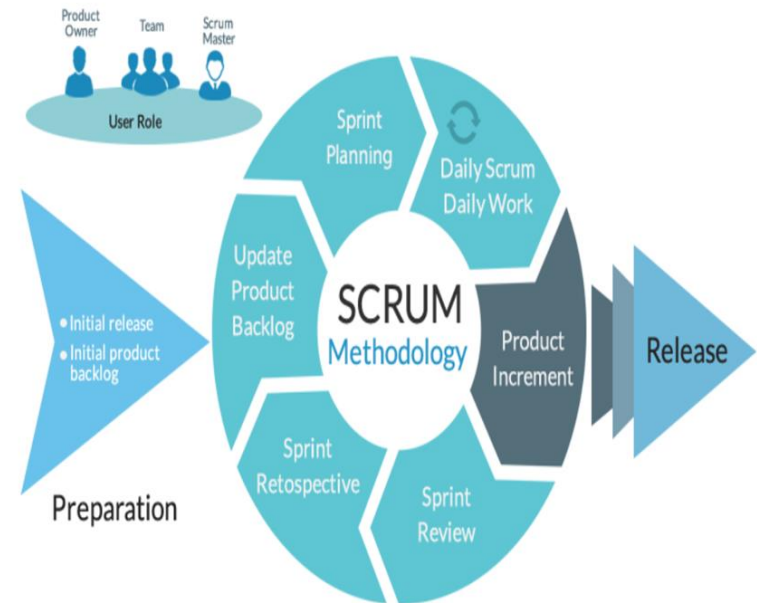 Product
Owner
Team
Scrum
Master
User Role
Sprint
Planning
Daily Scrum
Daily Work
Update
Product
Backlog
SCRUM
Methodology
Product
Increment
Release
• Initial release
• Initial product
backlog
Sprint
Retospective
Sprint
Review
Preparation